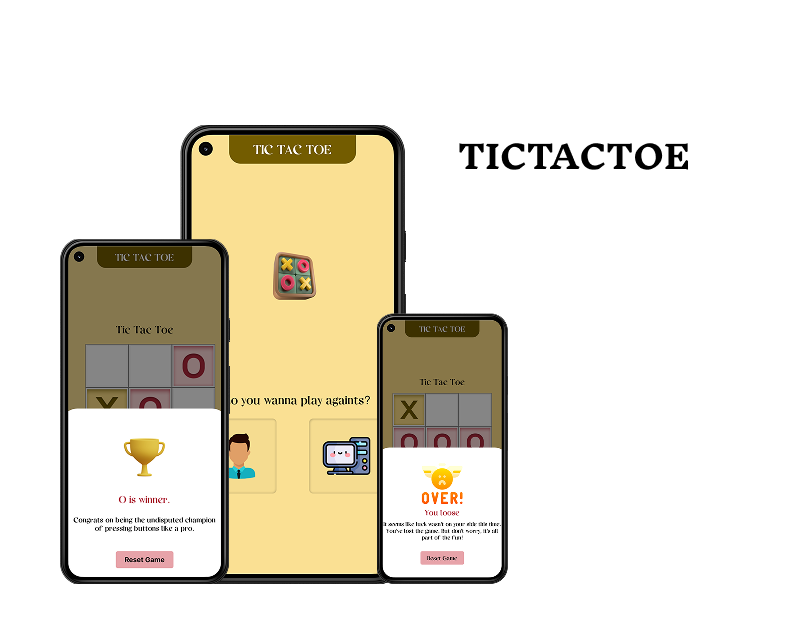 TICTACTOE
TIC TAC TOE
o you wanna play againts?
TIC TAC TOE
Tic Tac Toe
O
X O
O is winner.
Congrats on being the undisputed champion
of pressing buttons like a pro.
Reset Game
TIC TAC TOE
Tic Tac Toe
X
O O O
OVER!
You loose
It seems like luck wasn't on your side this time.
You've lost the game. But don't worry, it's all
part of the fun!
Reset Game